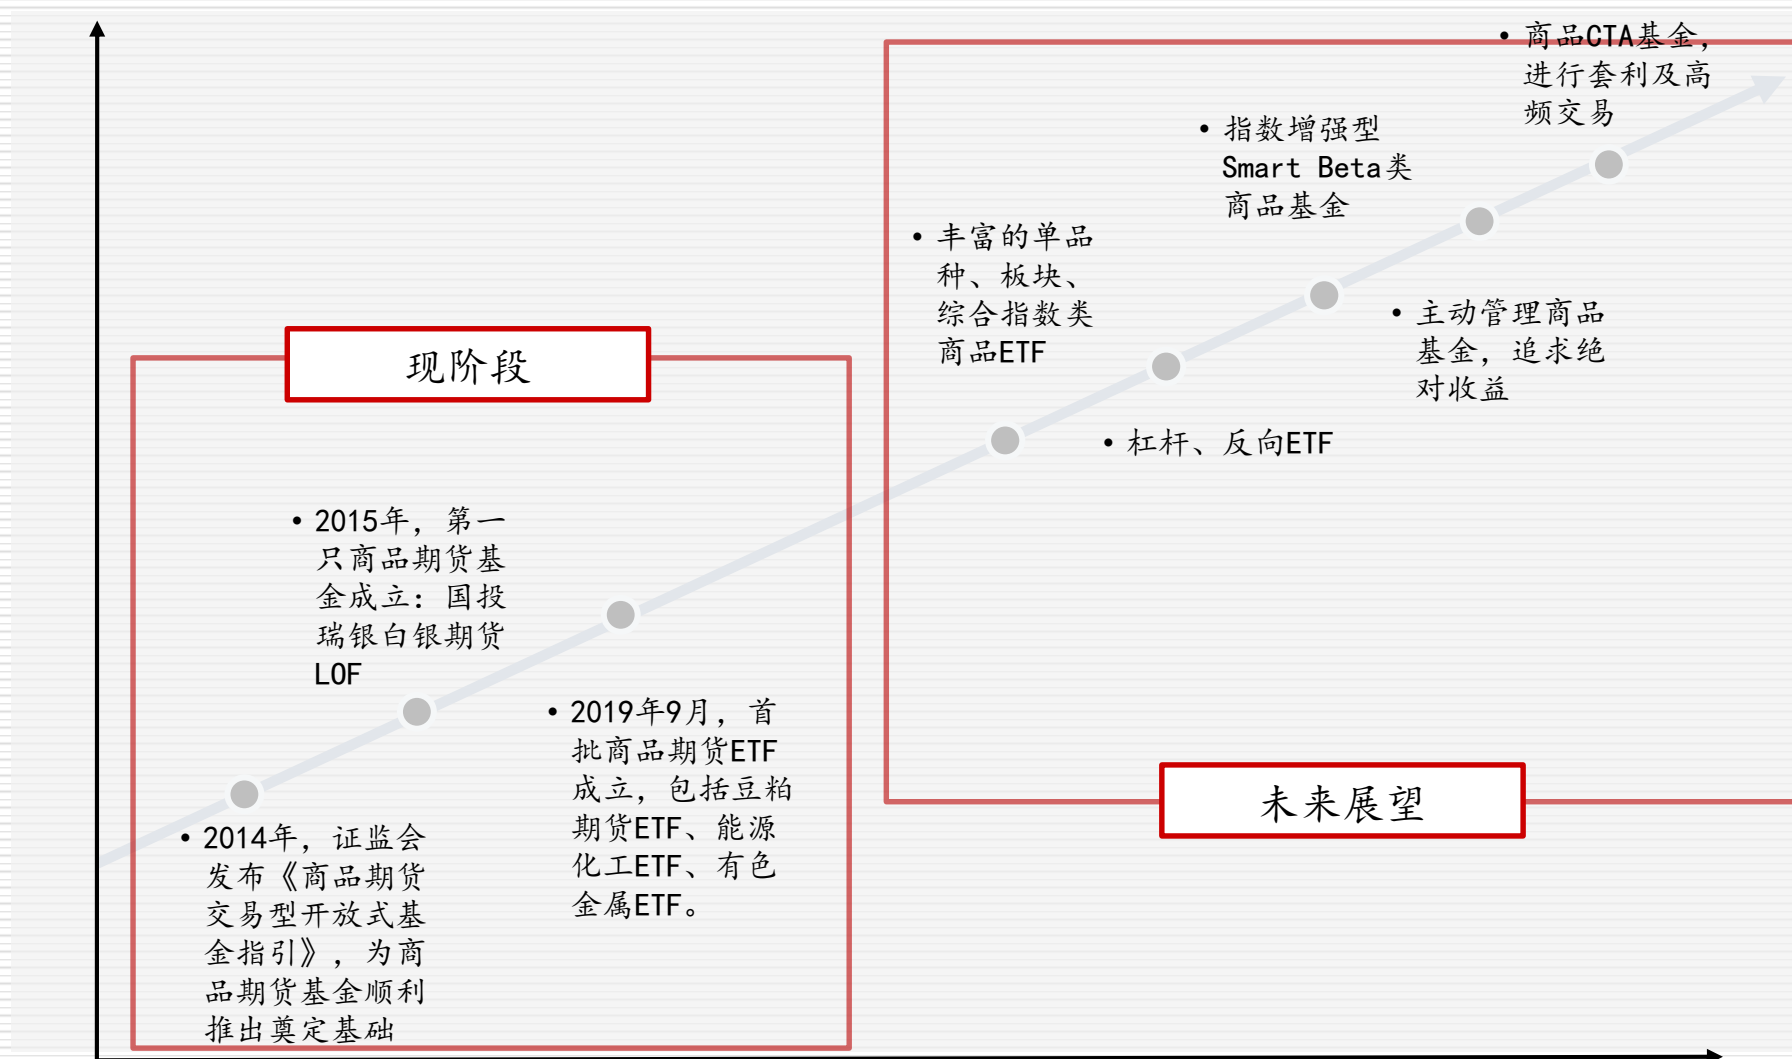 现阶段
• 2014年，证监会
发布《商品期货
交易型开放式基
金指引》，为商
品期货基金顺利
推出奠定基础
• 2015年，第一
只商品期货基
金成立：国投
瑞银白银期货
LOF
• 2019年9月，首
批商品期货ETF
成立，包括豆粕
期货ETF、能源
化工ETF、有色
金属ETF。
未来展望
• 丰富的单品
种、板块、
综合指数类
商品ETF
• 杠杆、反向ETF
• 指数增强型
Smart Beta类
商品基金
• 主动管理商品
基金，追求绝
对收益
• 商品CTA基金，
进行套利及高
频交易